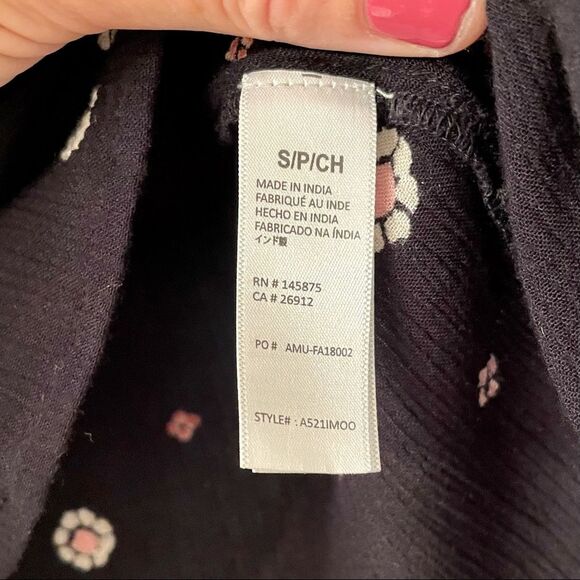 S/P/CH
MADE IN INDIA
FABRIQUÉ AU INDE
HECHO EN INDIA
FABRICADO NA ÍNDIA
インド製
RN # 145875
CA # 26912
PO # AMU-FA18002
STYLE# : A521IMOO